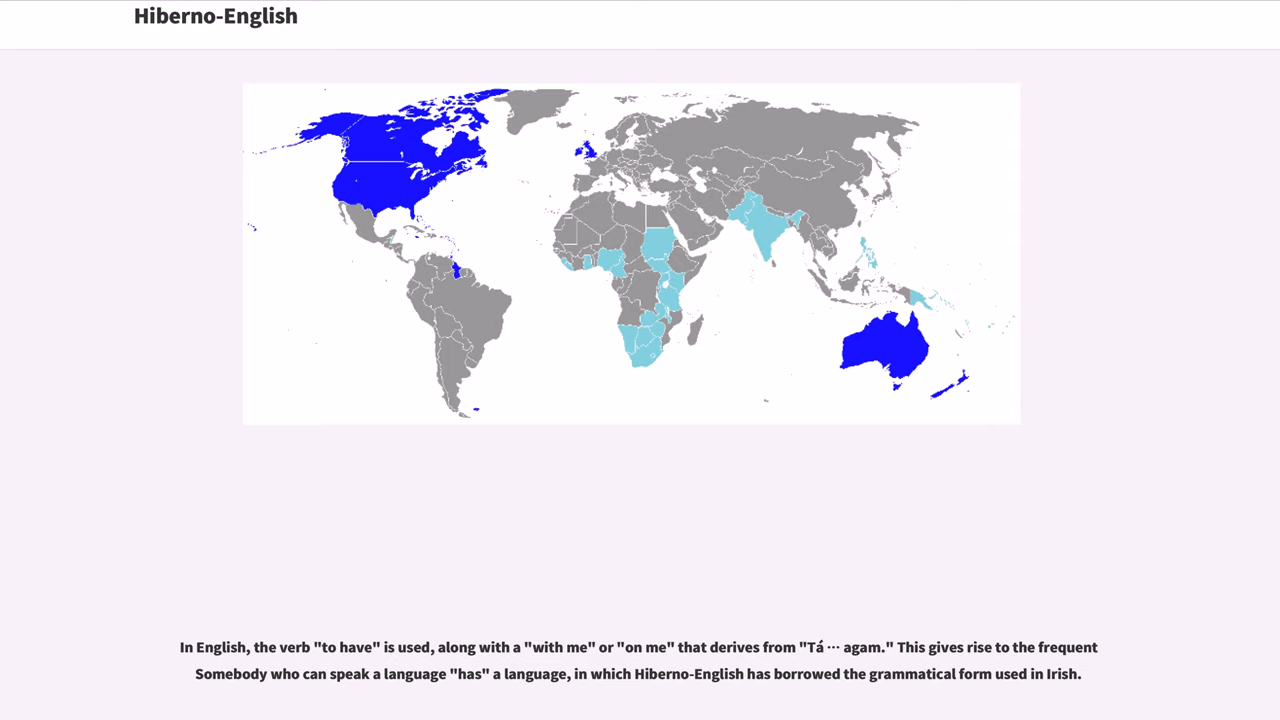 Hiberno-English
In English, the verb "to have" is used, along with a "with me" or "on me" that derives from "Tá ··· agam." This gives rise to the frequent
Somebody who can speak a language "has" a language, in which Hiberno-English has borrowed the grammatical form used in Irish.